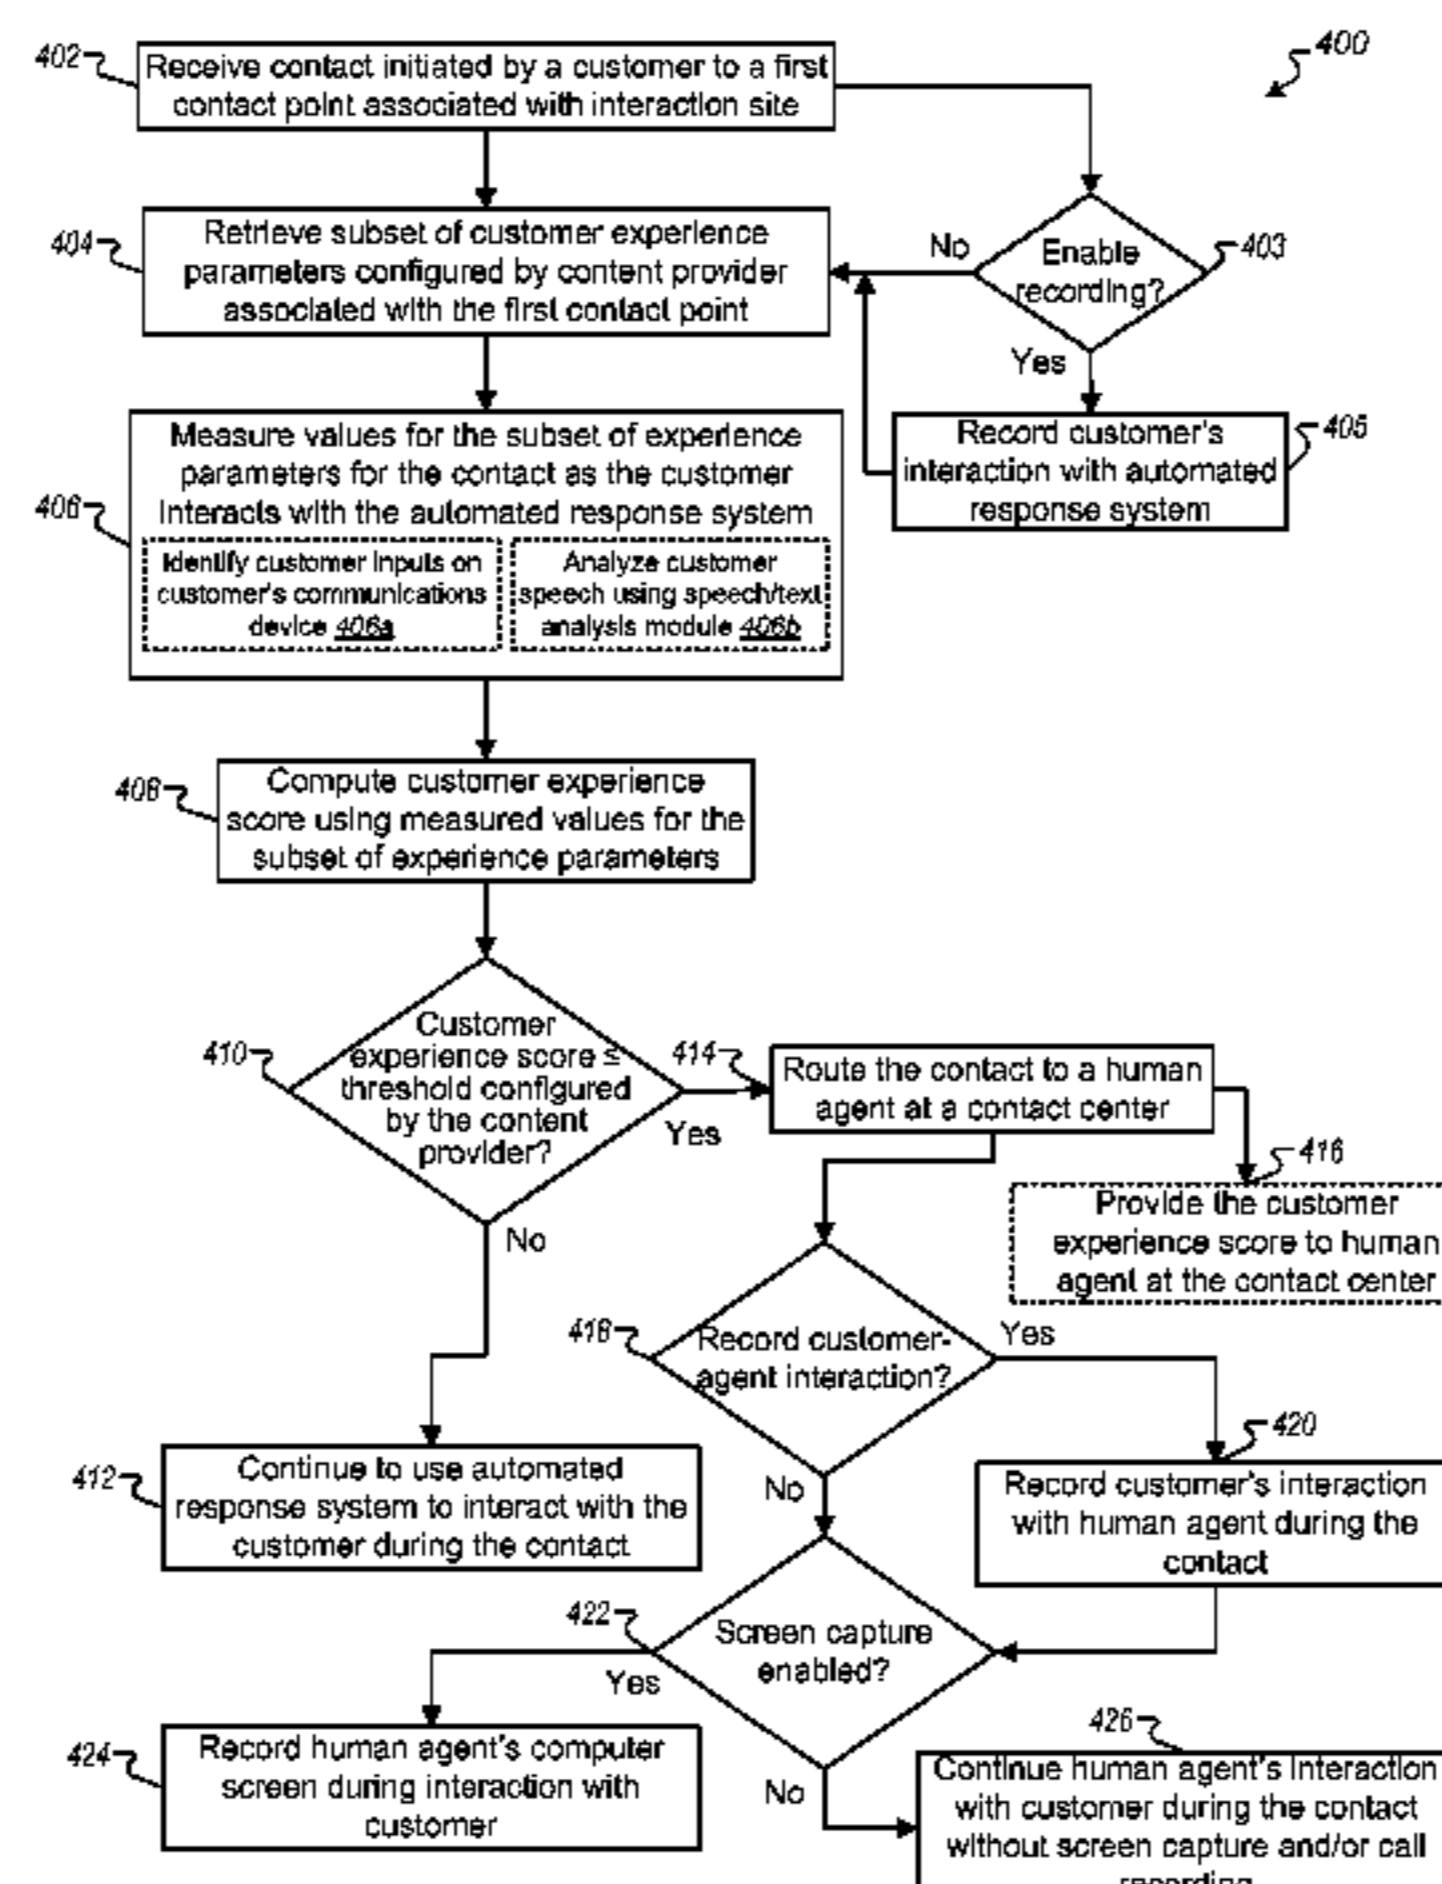 400
402
Receive contact initiated by a customer to a first
contact point associated with interaction site
404
Retrieve subset of customer experience
parameters configured by content provider
associated with the first contact point
No
Enable
recording?
403
Yes
Record customer's
interaction with automated
response system
405
406
Measure values for the subset of experience
parameters for the contact as the customer
interacts with the automated response system
Identify customer inputs on
customer's communications
device 406a
Analyze customer
speech using speech/text
analysis module 406b
408
Compute customer experience
score using measured values for the
subset of experience parameters
410
Customer
experience score ≤
threshold configured
by the content
provider?
Yes
No
414
Route the contact to a human
agent at a contact center
416
Provide the customer
experience score to human
agent at the contact center
418
Record customer-
agent interaction?
Yes
No
420
Record customer's interaction
with human agent during the
contact
412
Continue to use automated
response system to interact with the
customer during the contact
422
Screen capture
enabled?
Yes
No
424
Record human agent's computer
screen during interaction with
customer
426
Continue human agent's interaction
with customer during the contact
without screen capture and/or call
recording